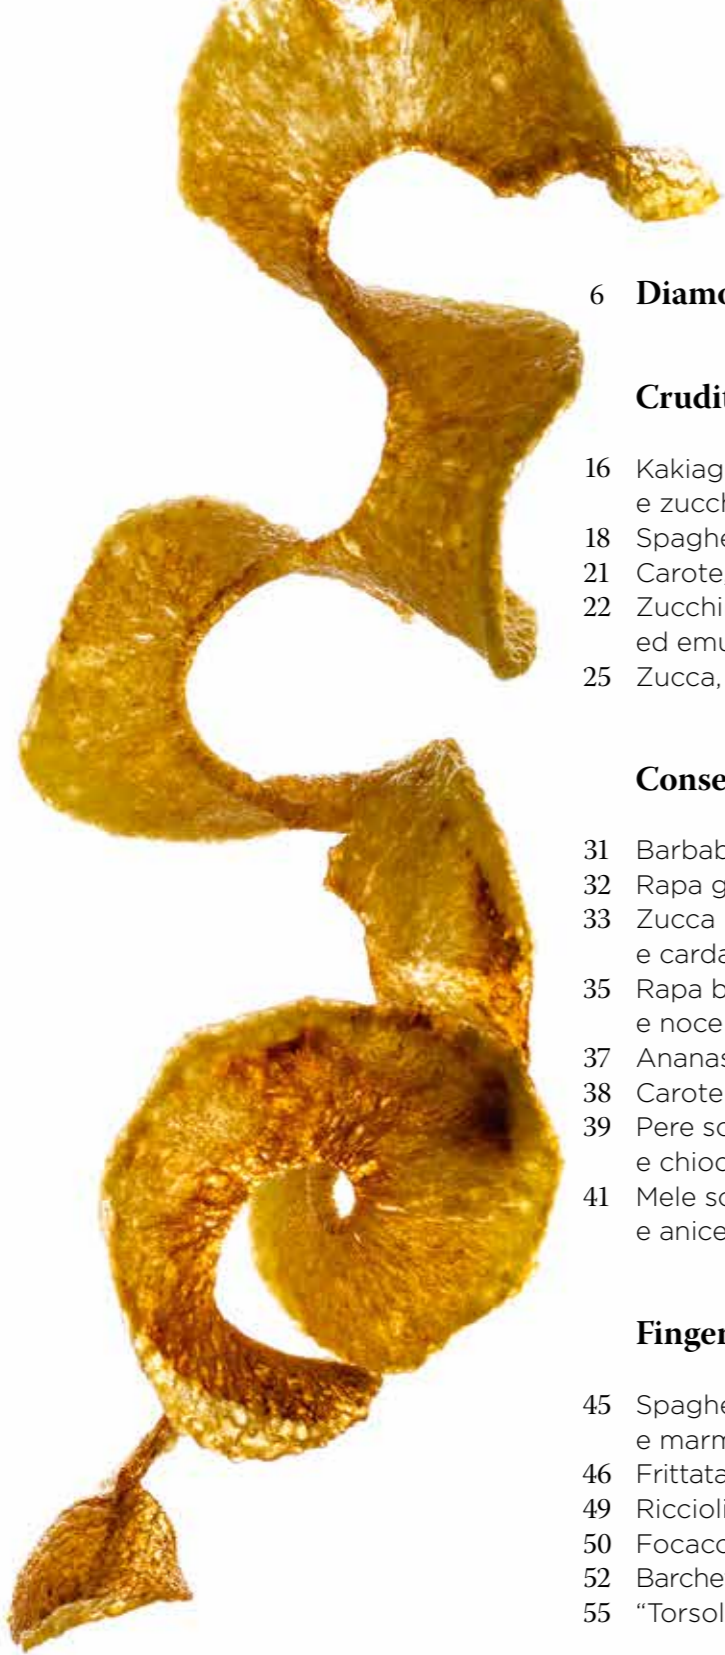 6 Diamo
Crudit
16 Kakiag
e zucch
18 Spaghe
21 Carote,
22 Zucchi
ed emu
25 Zucca,
Conse
31 Barbab
32 Rapa g
33 Zucca
e carda
35 Rapa b
e noce
37 Ananas
38 Carote
39 Pere sc
e chioc
41 Mele sc
e anice
Finger
45 Spaghe
e marm
46 Frittata
49 Riccioli
50 Focacc
52 Barche
55 “Torsol